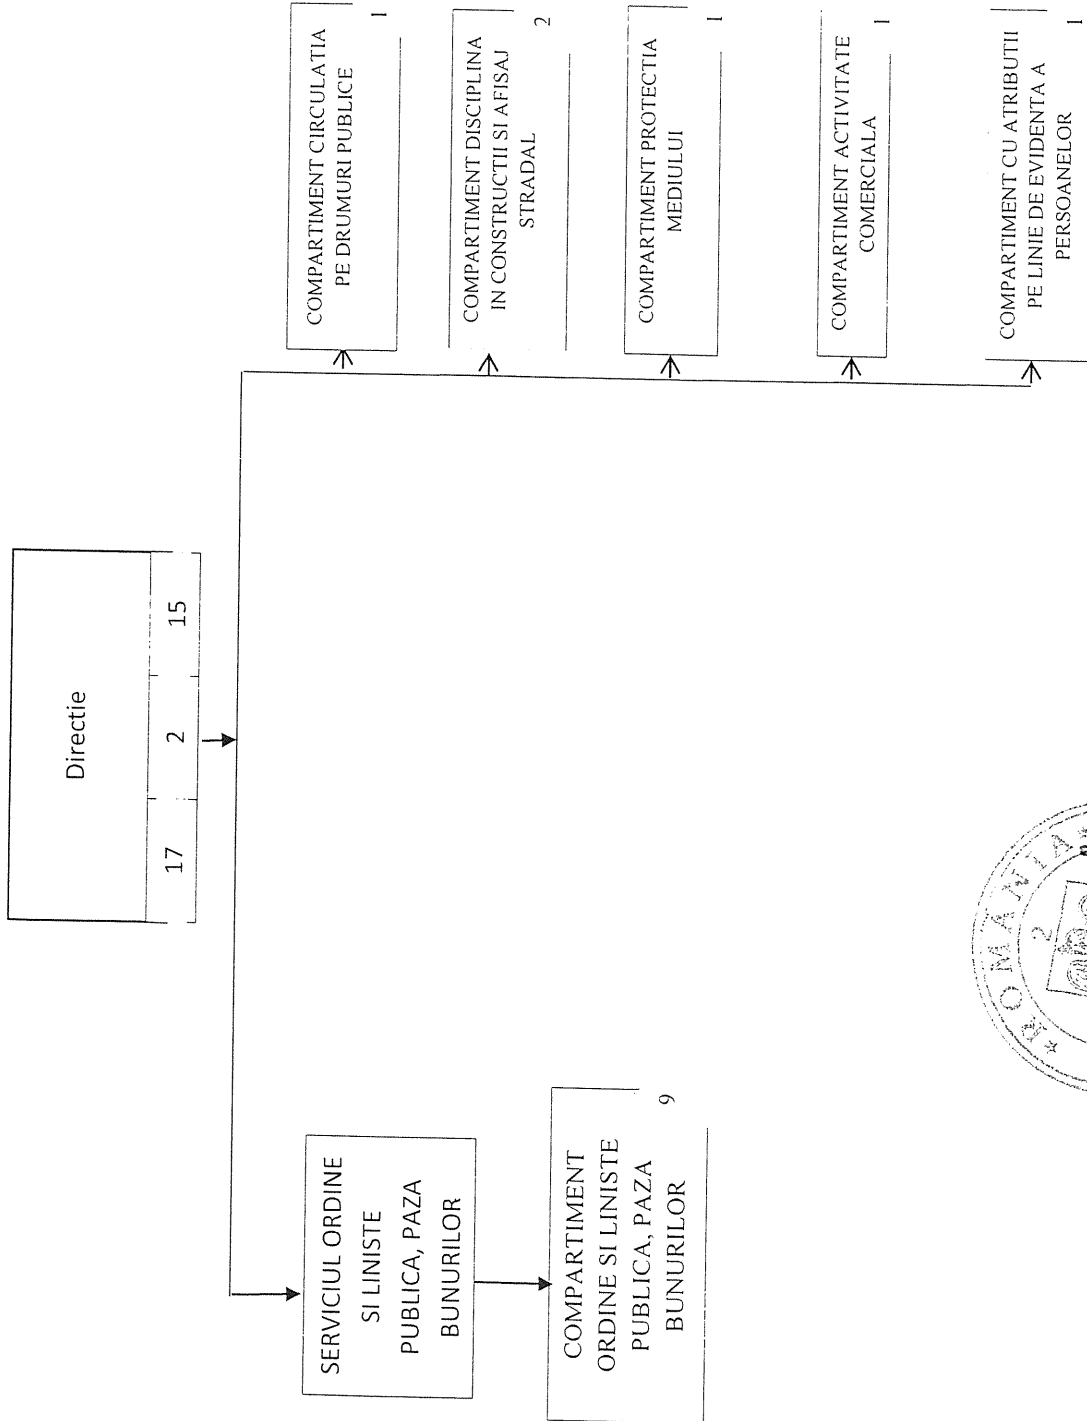 Directie
17 2 15
SERVICIUL ORDINE
SI LINISTE
PUBLICA, PAZA
BUNURILOR
COMPARTIMENT
ORDINE SI LINISTE
PUBLICA, PAZA
BUNURILOR
9
COMPARTIMENT CIRCULATIA
PE DRUMURI PUBLICE
1
COMPARTIMENT DISCIPLINA
IN CONSTRUCTII SI AFISAJ
STRADAL
2
COMPARTIMENT PROTECTIA
MEDIULUI
1
COMPARTIMENT ACTIVITATE
COMERCIALA
1
COMPARTIMENT CU ATRIBUTII
PE LINIE DE EVIDENTA A
PERSOANELOR
1
ROMANIA
2